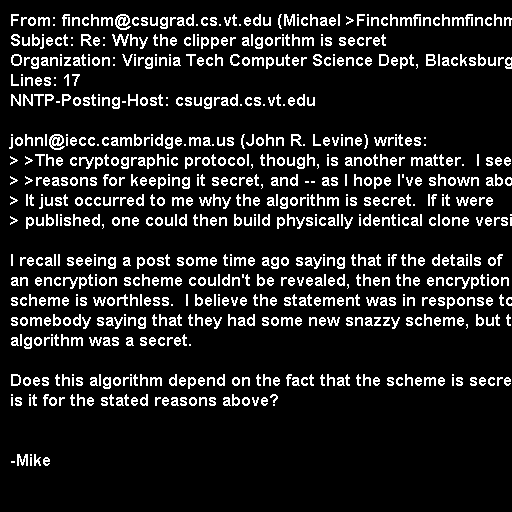 From: finchm@csugrad.cs.vt.edu (Michael >Finchmfinchmfinchm
Subject: Re: Why the clipper algorithm is secret
Organization: Virginia Tech Computer Science Dept, Blacksburg
Lines: 17
NNTP-Posting-Host: csugrad.cs.vt.edu

johnl@iecc.cambridge.ma.us (John R. Levine) writes:
> >The cryptographic protocol, though, is another matter.  I see
> >reasons for keeping it secret, and -- as I hope I've shown abo
> It just occurred to me why the algorithm is secret.  If it were
> published, one could then build physically identical clone versi

I recall seeing a post some time ago saying that if the details of
an encryption scheme couldn't be revealed, then the encryption
scheme is worthless.  I believe the statement was in response to
somebody saying that they had some new snazzy scheme, but t
algorithm was a secret.

Does this algorithm depend on the fact that the scheme is secre
is it for the stated reasons above?

-Mike